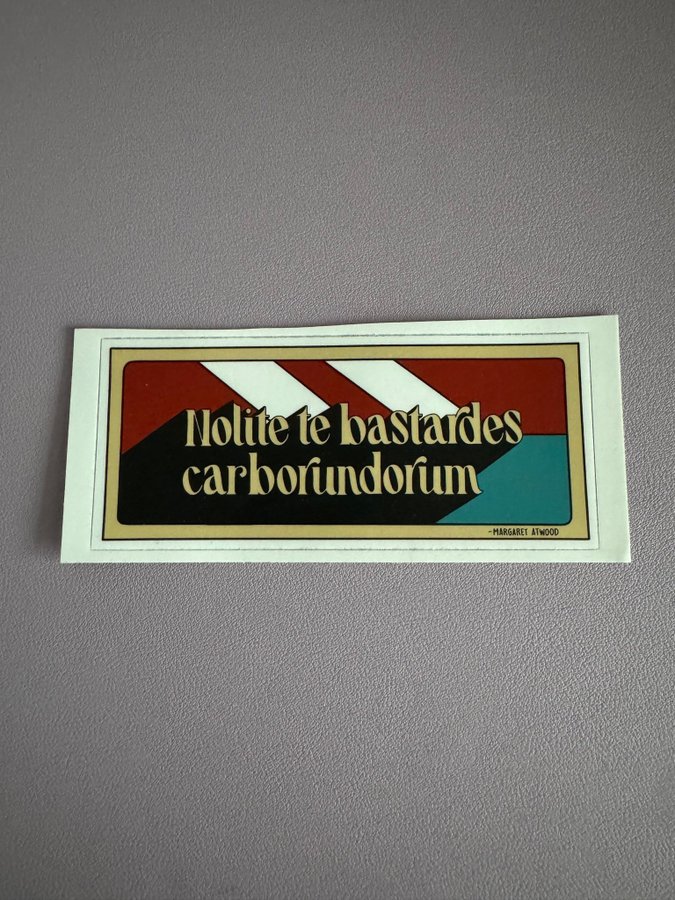 Nolite te bastardes
carborundorum
-MARGARET ATWOOD